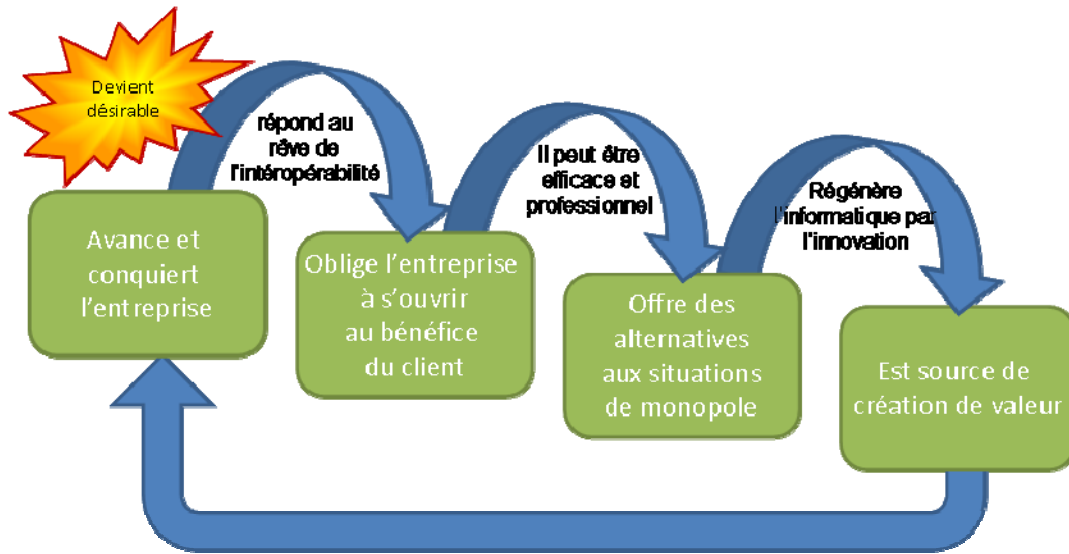 Devient
désirable
répond au
rêve de
l'intéropérabilité
Il peut être
efficace et
professionnel
Régénère
l'informatique par
l'innovation
Avance et
conquiert
l'entreprise
Oblige l'entreprise
à s'ouvrir
au bénéfice
du client
Offre des
alternatives
aux situations
de monopole
Est source de
création de valeur